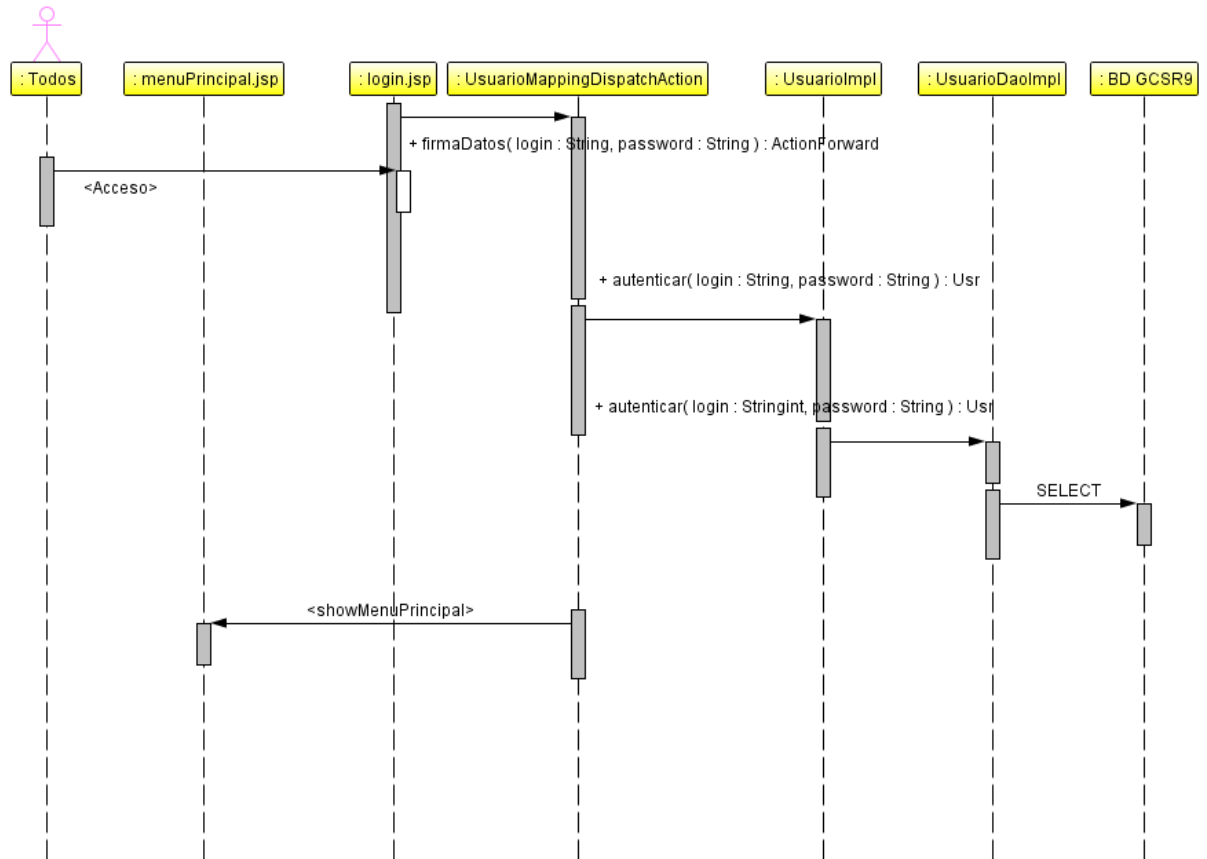 : Todos
: menuPrincipal.jsp
: login.jsp
: UsuarioMappingDispatchAction
: UsuarioImpl
: UsuarioDaoImpl
: BD GCSR9
+ firmaDatos( login : String, password : String ) : ActionForward
<Acceso>
+ autenticar( login : String, password : String ) : Usr
+ autenticar( login : Stringint, password : String ) : Usr
SELECT
<showMenuPrincipal>